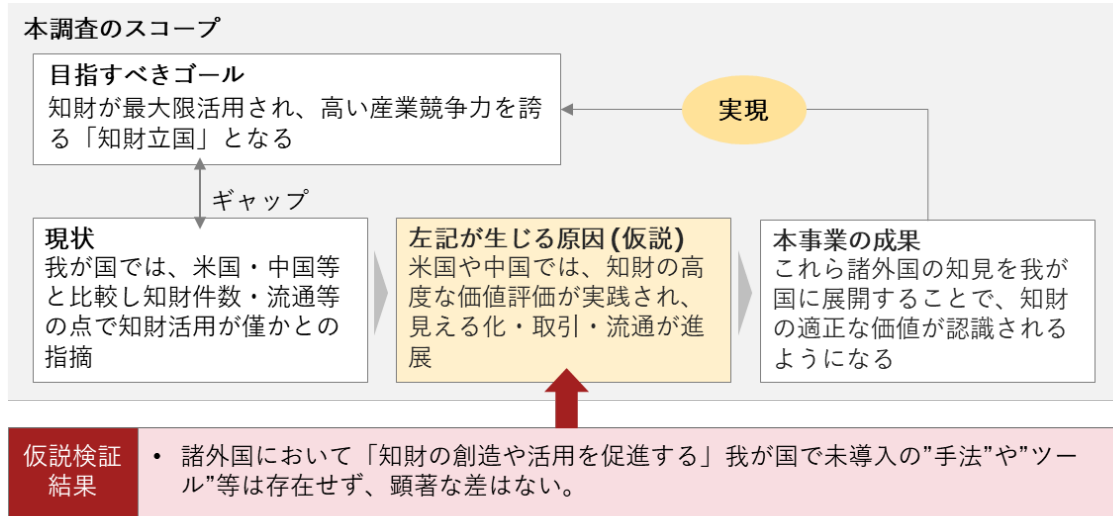 本調査のスコープ
目指すべきゴール
知財が最大限活用され、高い産業競争力を誇
る「知財立国」となる
実現
ギャップ
現状
我が国では、米国・中国等
と比較し知財件数・流通等
の点で知財活用が僅かとの
指摘
左記が生じる原因(仮説)
米国や中国では、知財の高
度な価値評価が実践され、
見える化・取引・流通が進
展
本事業の成果
これら諸外国の知見を我が
国に展開することで、知財
の適正な価値が認識される
ようになる
仮説検証
結果
• 諸外国において「知財の創造や活用を促進する」我が国で未導入の”手法”や”ツー
ル”等は存在せず、顕著な差はない。